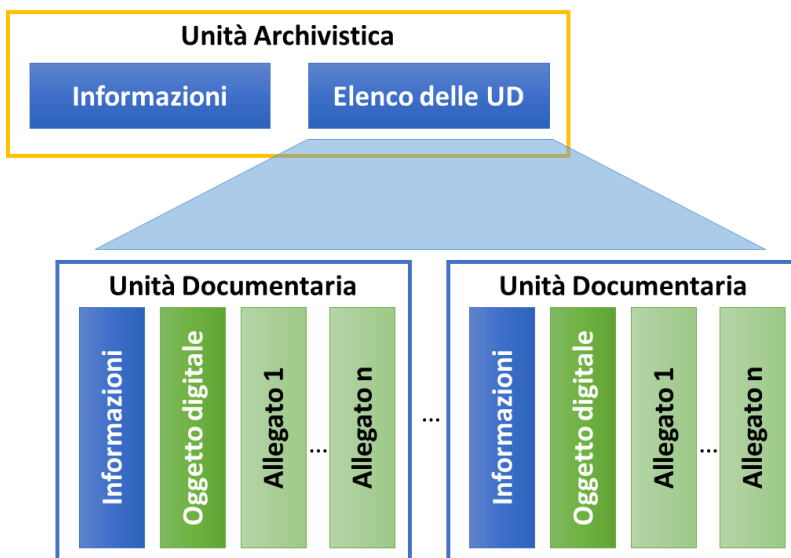 Unità Archivistica
Informazioni
Elenco delle UD
Unità Documentaria
Informazioni
Oggetto digitale
Allegato 1
...
Allegato n
...
Unità Documentaria
Informazioni
Oggetto digitale
Allegato 1
...
Allegato n